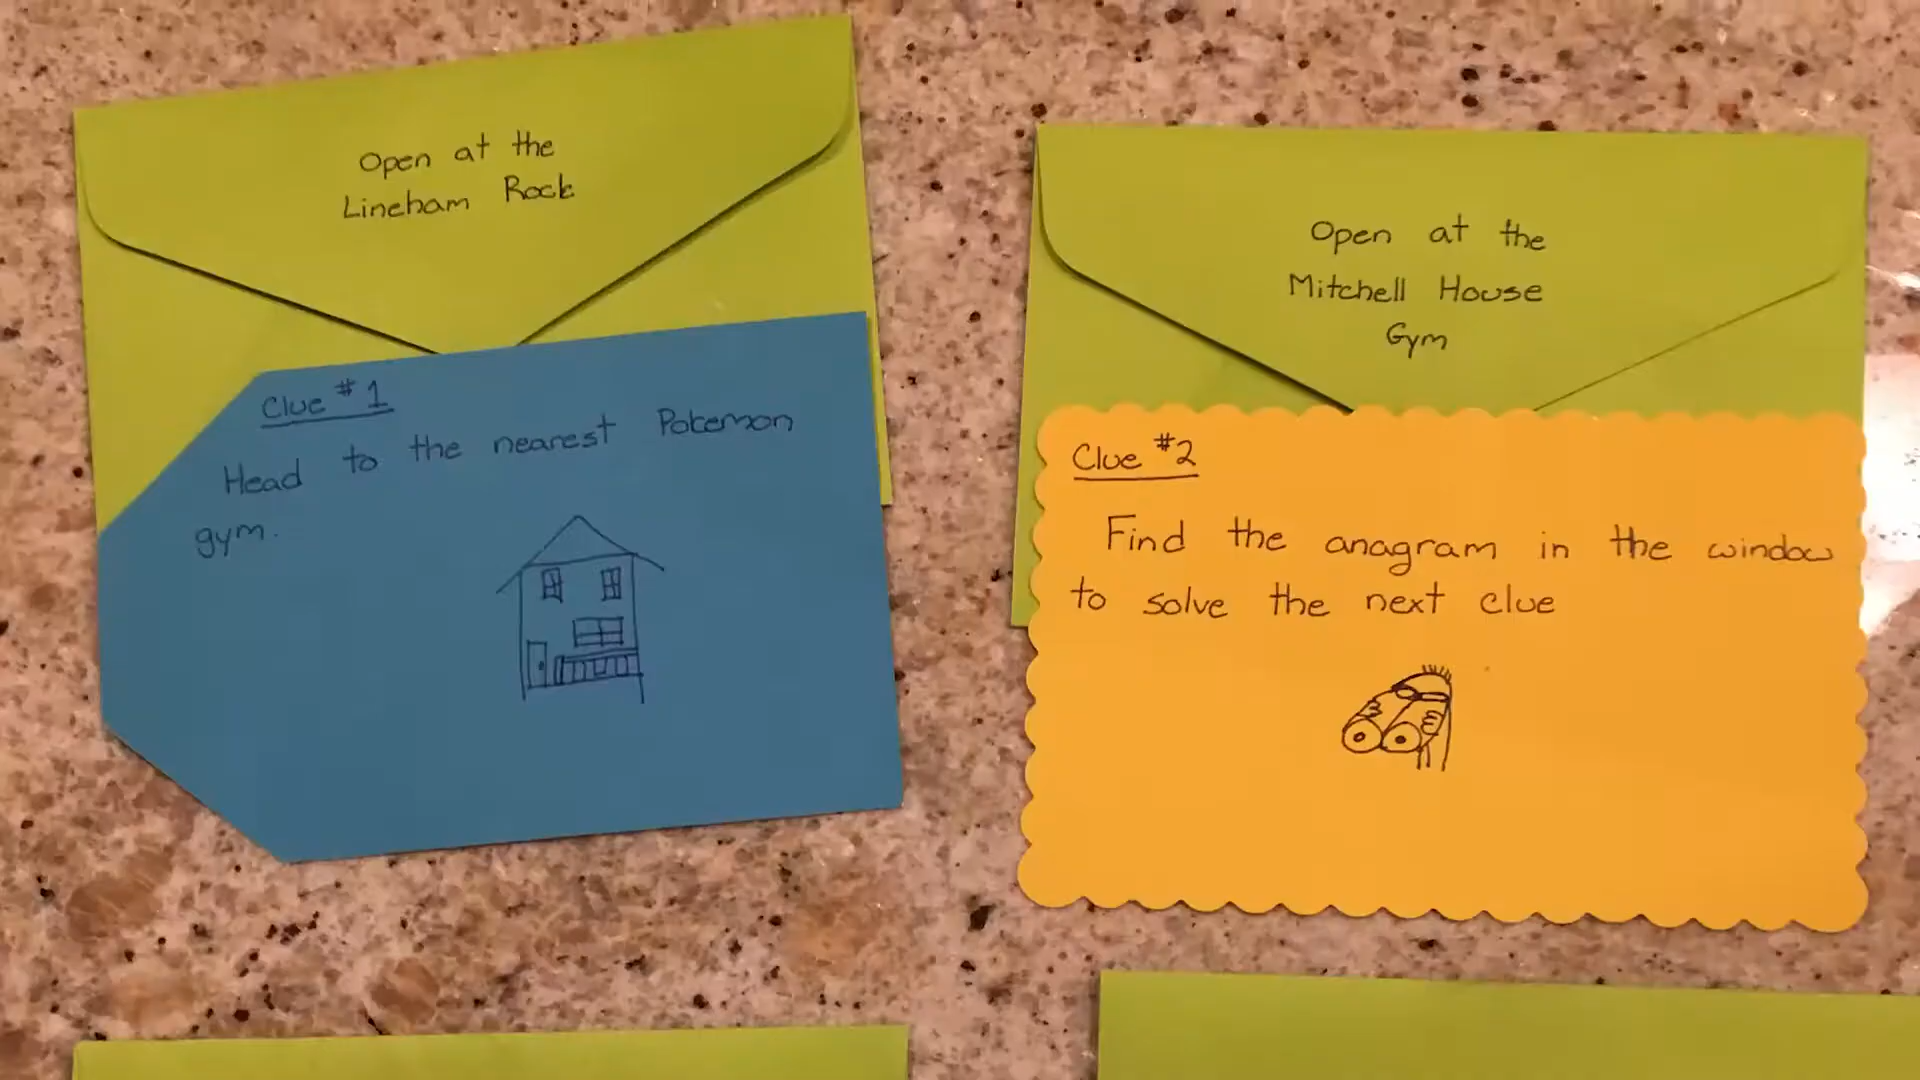 Open at the
Lineham Rock
Clue #1
Head to the nearest Pokemon
gym.
Open at the
Mitchell House
Gym
Clue #2
Find the anagram in the window
to solve the next clue